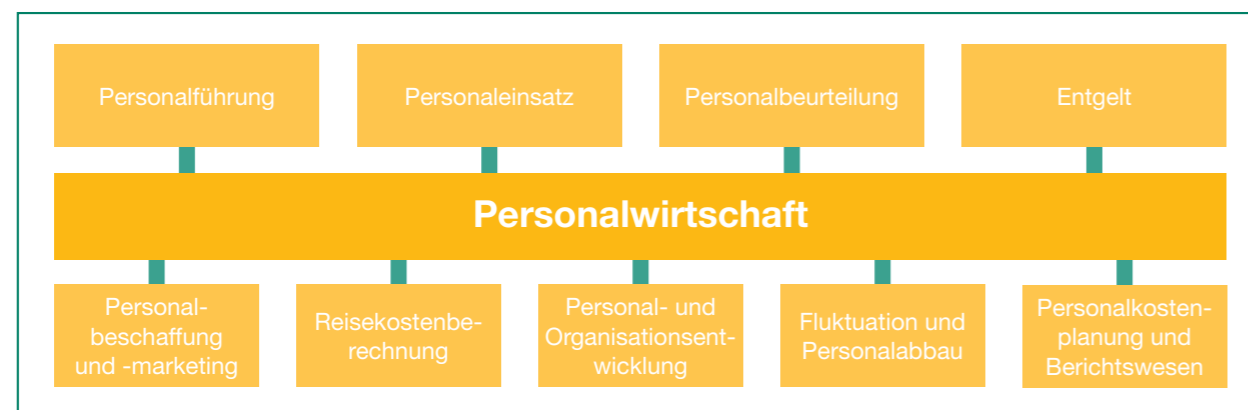 Personalführung
Personaleinsatz
Personalbeurteilung
Entgelt
Personalwirtschaft
Personal-
beschaffung
und -marketing
Reisekostenbe-
rechnung
Personal- und
Organisationsent-
wicklung
Fluktuation und
Personalabbau
Personalkosten-
planung und
Berichtswesen